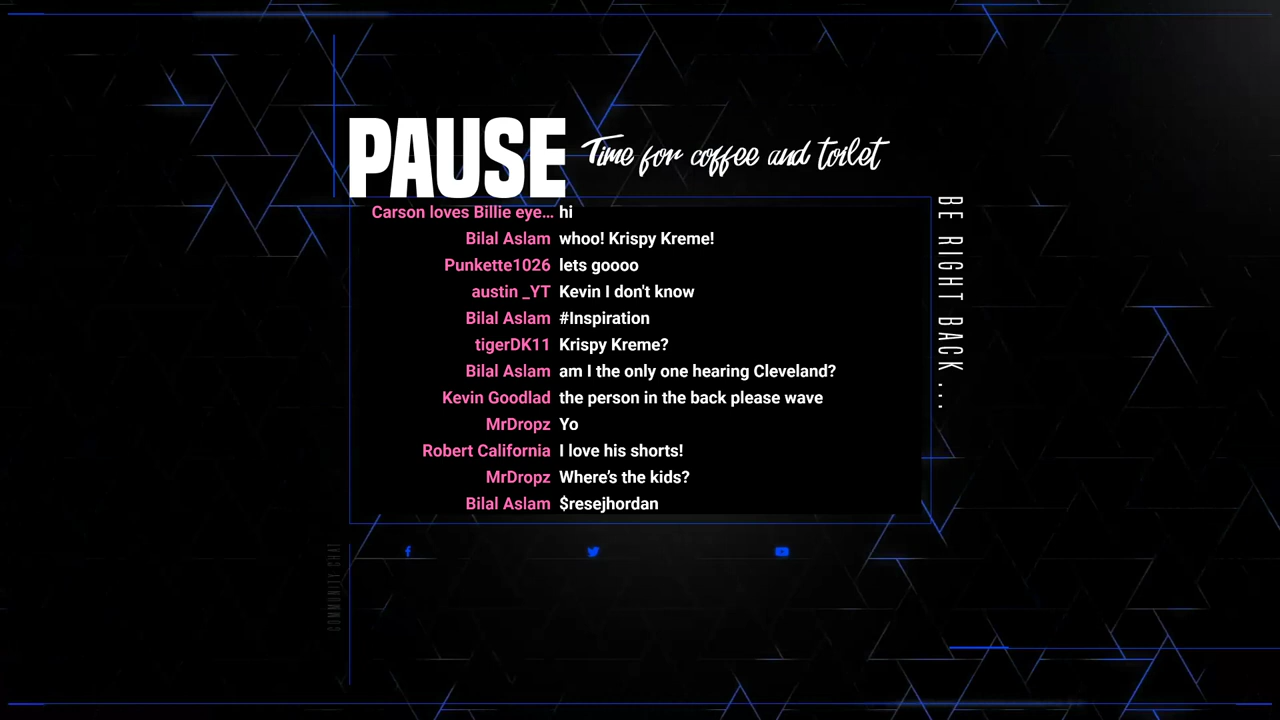 PAUSE Time for coffee and toilet
Carson loves Billie eye... hi
Bilal Aslam whoo! Krispy Kreme!
Punkette1026 lets goooo
austin _YT Kevin I don't know
Bilal Aslam #Inspiration
tigerDK11 Krispy Kreme?
Bilal Aslam am I the only one hearing Cleveland?
Kevin Goodlad the person in the back please wave
MrDropz Yo
Robert California I love his shorts!
MrDropz Where's the kids?
Bilal Aslam $resejhordan
BE RIGHT BACK ...
COMMUNITY CHAT